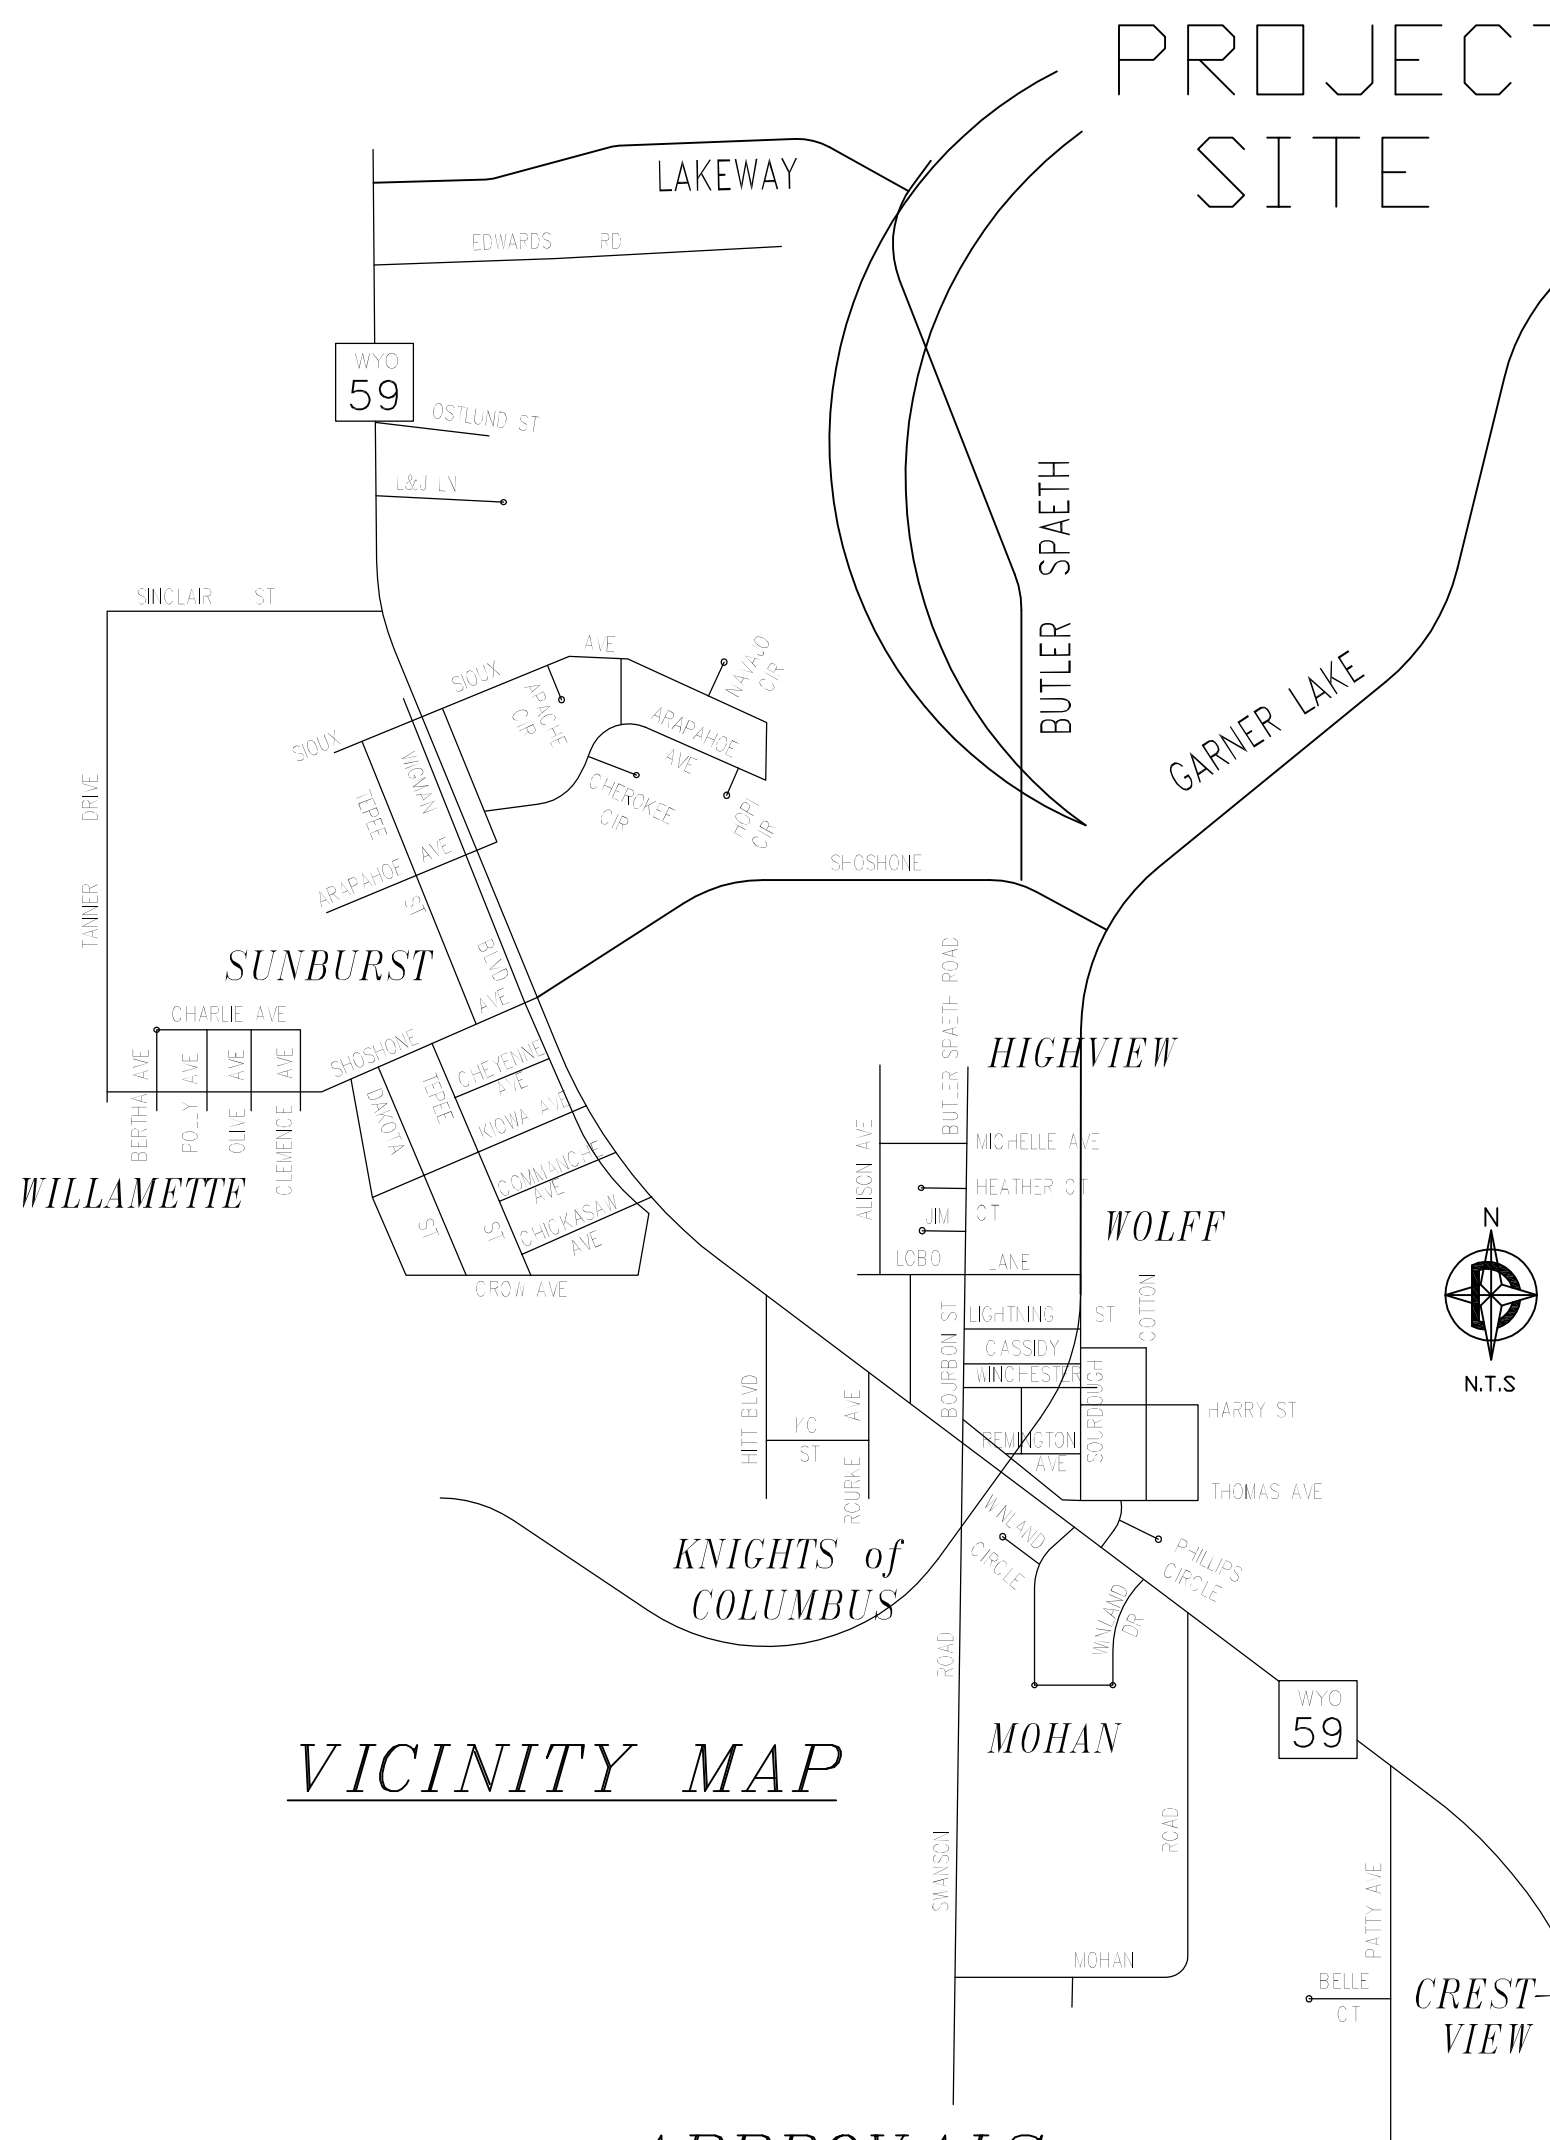 PROJECT
SITE
LAKEWAY
EDWARDS RD
WYO
59
OSTLUND ST
L&J LN
BUTLER SPAETH
SINCLAIR ST
AVE
NAVAJO
CIR
SIOUX
APACHE
CIR
ARAPAHOE
AVE
SIOUX
GARNER LAKE
WIGMAN
TEPEE
CHEROKEE
CIR
HOPI
CIR
TANNER DRIVE
ARAPAHOE AVE
ST
SHOSHONE
SUNBURST
BLVD
AVE
BUTLER SPAETH ROAD
CHARLIE AVE
SHOSHONE
HIGHVIEW
BERTHA AVE
POLLY AVE
OLIVE AVE
CLEMENCE AVE
DAKOTA
TEPEE
CHEYENNE
AVE
KIOWA AVE
COMMANCHE
AVE
CHICKASAW
AVE
ST
ST
CROW AVE
WILLAMETTE
ALISON AVE
MICHELLE AVE
HEATHER CT
JIM CT
WOLFF
LOBO LANE
N
N.T.S
COTTON
BOURBON ST
LIGHTNING ST
CASSIDY
WINCHESTER
SOURDOUGH
HARRY ST
REMINGTON
AVE
THOMAS AVE
HITT BLVD
KC
ST
ROURKE AVE
KNIGHTS of
COLUMBUS
WINLAND
CIRCLE
PHILLIPS
CIRCLE
WINLAND
DR
SWANSON ROAD
MOHAN
WYO
59
VICINITY MAP
ROAD
MOHAN
PATTY AVE
BELLE
CT
CREST-
VIEW
APPROVALS